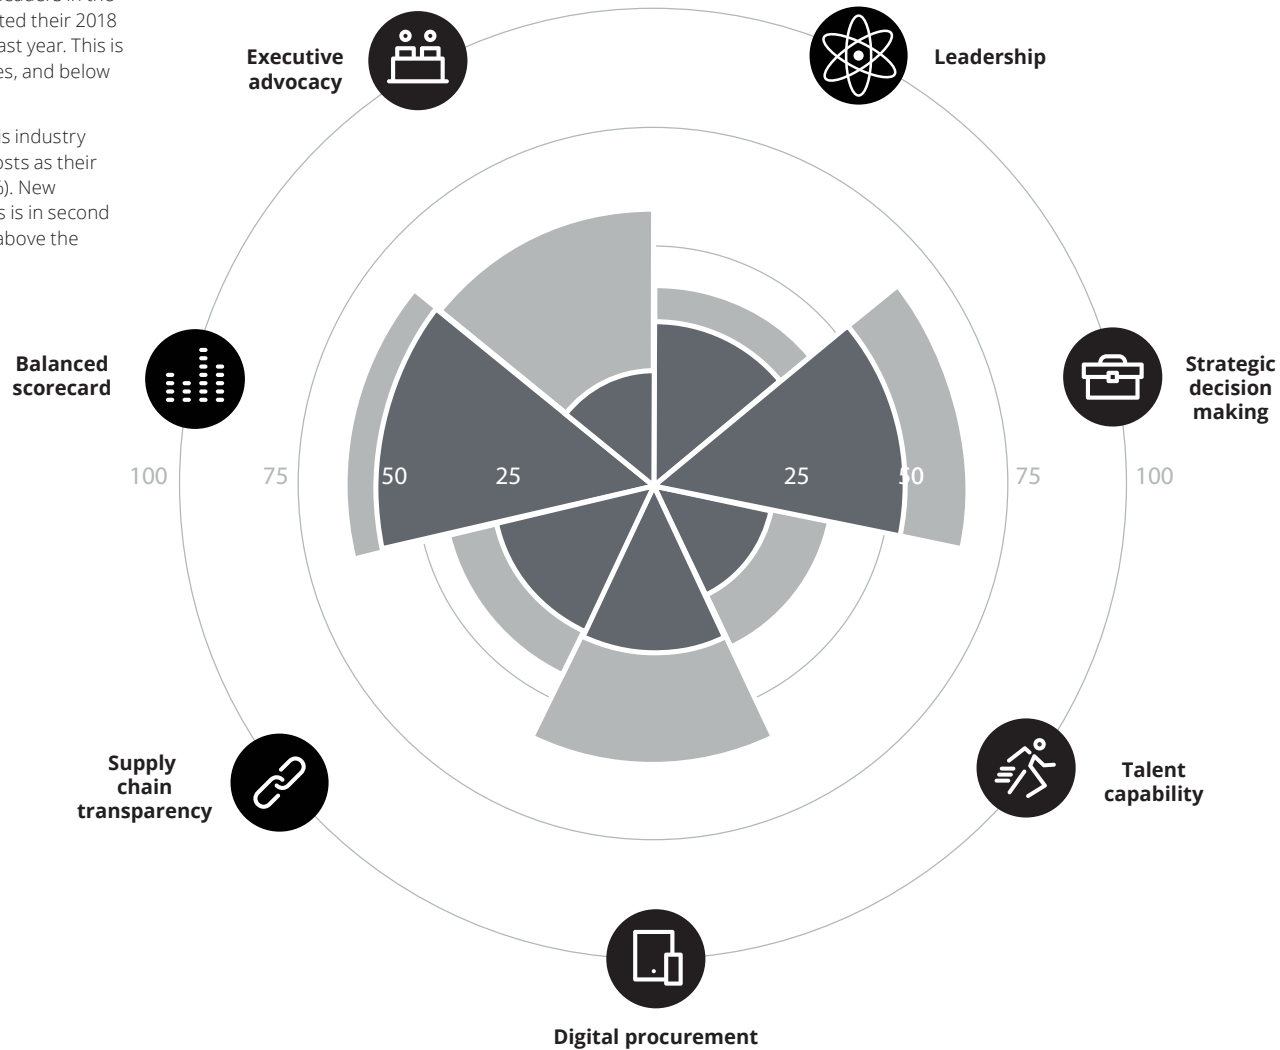 ted their 2018
ast year. This is
es, and below
is industry
osts as their
%). New
s is in second
above the
Executive
advocacy
Leadership
Balanced
scorecard
Strategic
decision
making
100 75 50 25 25 50 75 100
Supply
chain
transparency
Talent
capability
Digital procurement